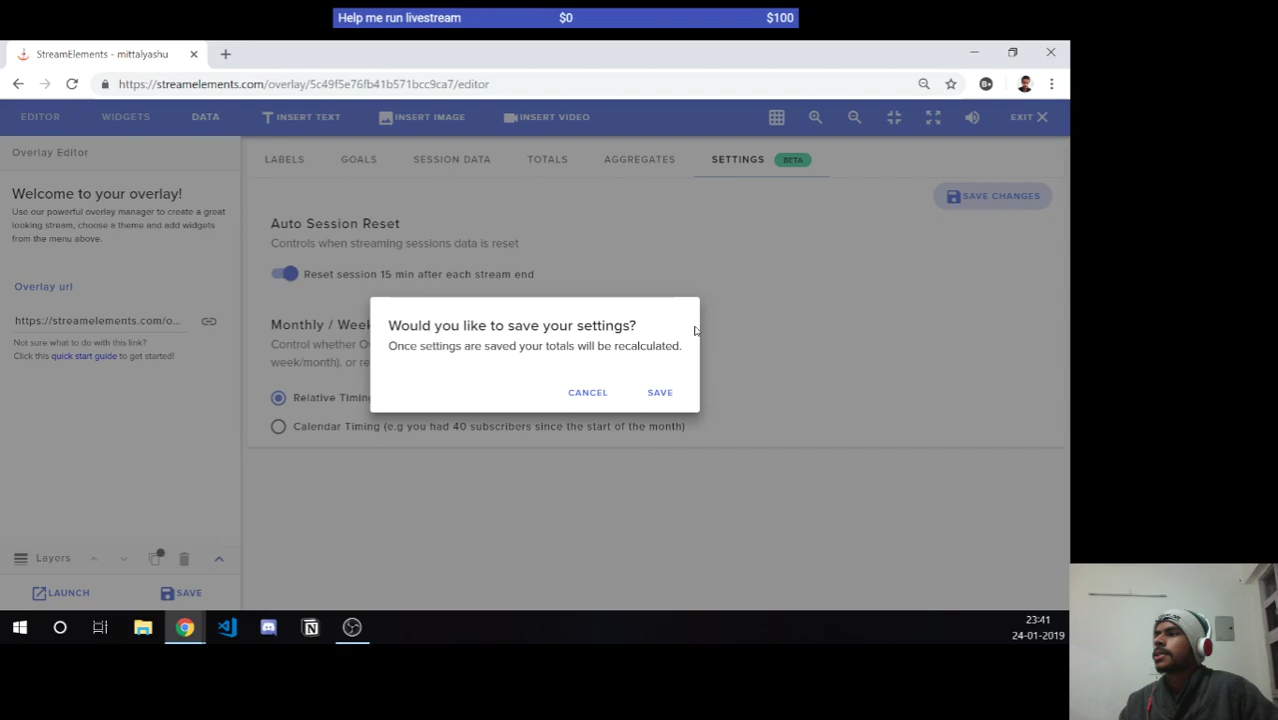 Help me run livestream $0 $100
StreamElements - mittalyashu
https://streamelements.com/overlay/5c49f5e76fb41b571bcc9ca7/editor
EDITOR WIDGETS DATA INSERT TEXT INSERT IMAGE INSERT VIDEO EXIT
Overlay Editor
LABELS GOALS SESSION DATA TOTALS AGGREGATES SETTINGS BETA
Welcome to your overlay!
Use our powerful overlay manager to create a great
looking stream, choose a theme and add widgets
from the menu above.
Overlay url
https://streamelements.com/o...
Not sure what to do with this link?
Click this quick start guide to get started!
SAVE CHANGES
Auto Session Reset
Controls when streaming sessions data is reset
Reset session 15 min after each stream end
Monthly / Week
Control whether Ov
week/month). or re
Relative Timin
Calendar Timing (e.g you had 40 subscribers since the start of the month)
Would you like to save your settings?
Once settings are saved your totals will be recalculated.
CANCEL SAVE
Layers
LAUNCH SAVE
23:41
24-01-2019